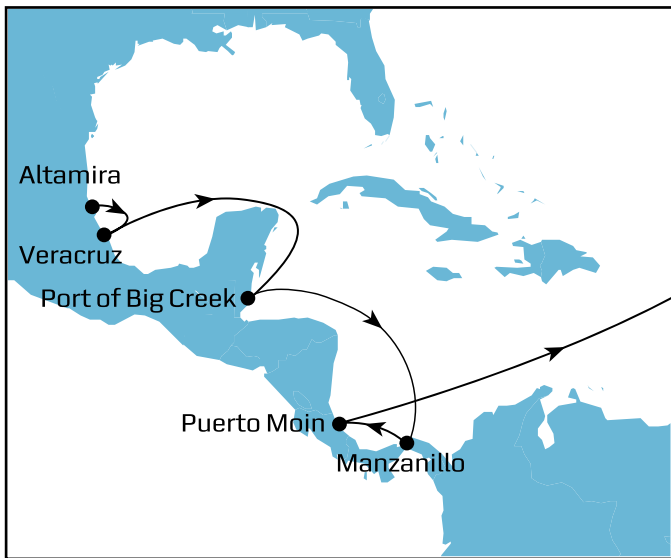 Altamira
Veracruz
Port of Big Creek
Puerto Moin
Manzanillo